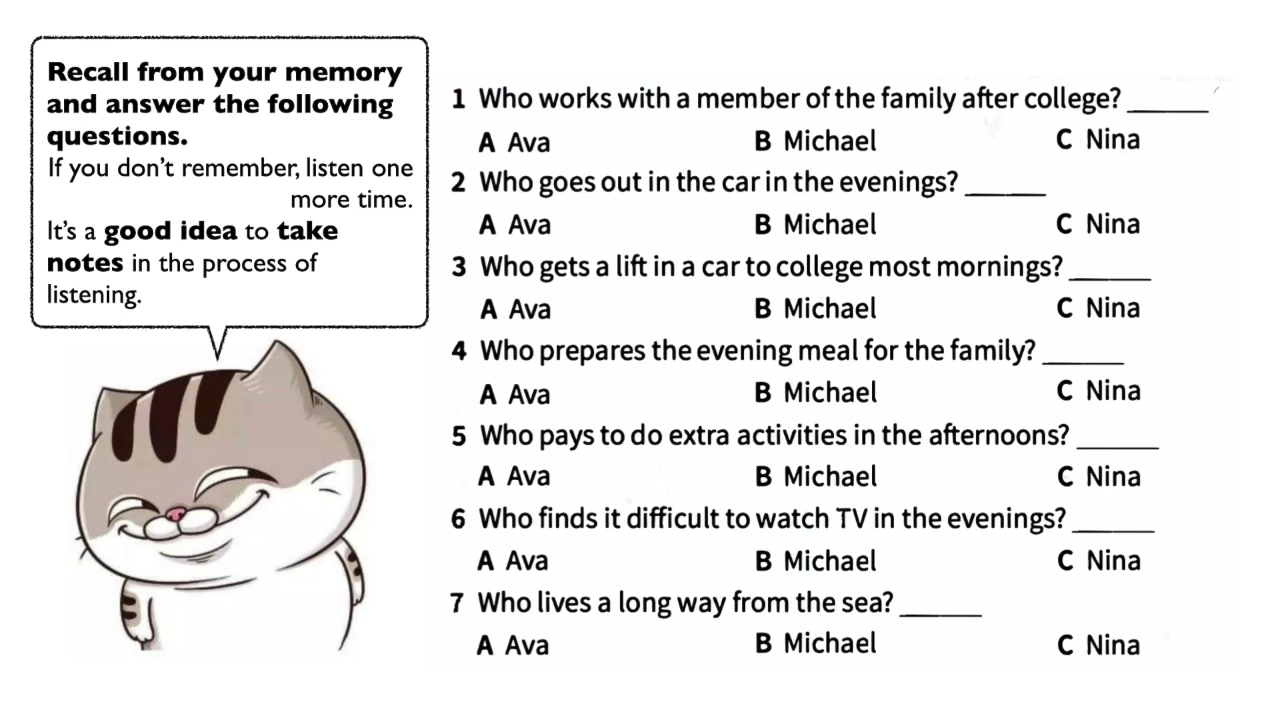 Recall from your memory
and answer the following
questions.
If you don't remember, listen one
more time.
It's a good idea to take
notes in the process of
listening.
1 Who works with a member of the family after college? ______
A Ava B Michael C Nina
2 Who goes out in the car in the evenings? ______
A Ava B Michael C Nina
3 Who gets a lift in a car to college most mornings? ______
A Ava B Michael C Nina
4 Who prepares the evening meal for the family? ______
A Ava B Michael C Nina
5 Who pays to do extra activities in the afternoons? ______
A Ava B Michael C Nina
6 Who finds it difficult to watch TV in the evenings? ______
A Ava B Michael C Nina
7 Who lives a long way from the sea? ______
A Ava B Michael C Nina